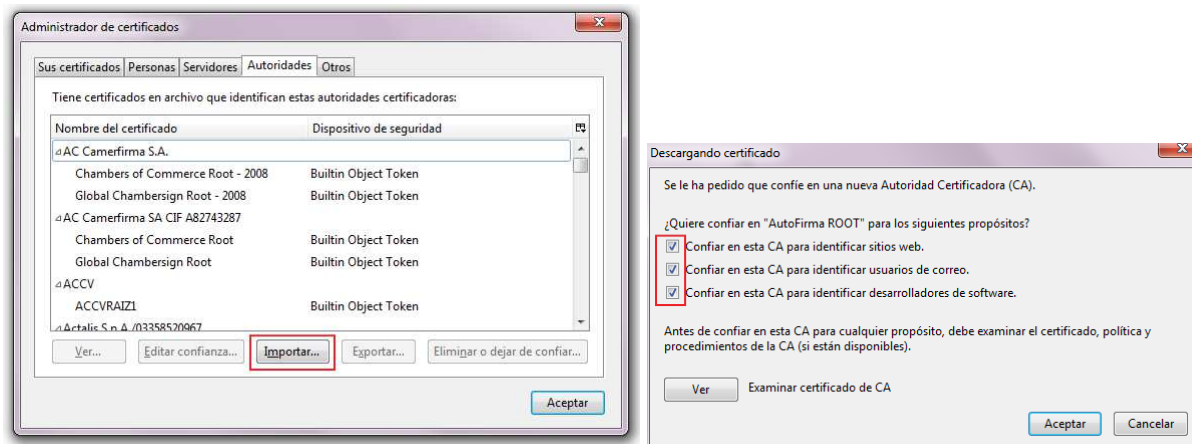 Administrador de certificados
Sus certificados Personas Servidores Autoridades Otros
Tiene certificados en archivo que identifican estas autoridades certificadoras:
Nombre del certificado Dispositivo de seguridad
AC Camerfirma S.A.
Chambers of Commerce Root - 2008 Builtin Object Token
Global Chambersign Root - 2008 Builtin Object Token
AC Camerfirma SA CIF A82743287
Chambers of Commerce Root Builtin Object Token
Global Chambersign Root Builtin Object Token
ACCV
ACCVRAIZ1 Builtin Object Token
Actalis S.p.A./03358520967
Ver... Editar confianza... Importar... Exportar... Eliminar o dejar de confiar...
Aceptar
Descargando certificado
Se le ha pedido que confíe en una nueva Autoridad Certificadora (CA).
¿Quiere confiar en "AutoFirma ROOT" para los siguientes propósitos?
Confiar en esta CA para identificar sitios web.
Confiar en esta CA para identificar usuarios de correo.
Confiar en esta CA para identificar desarrolladores de software.
Antes de confiar en esta CA para cualquier propósito, debe examinar el certificado, política y
procedimientos de la CA (si están disponibles).
Ver Examinar certificado de CA
Aceptar Cancelar